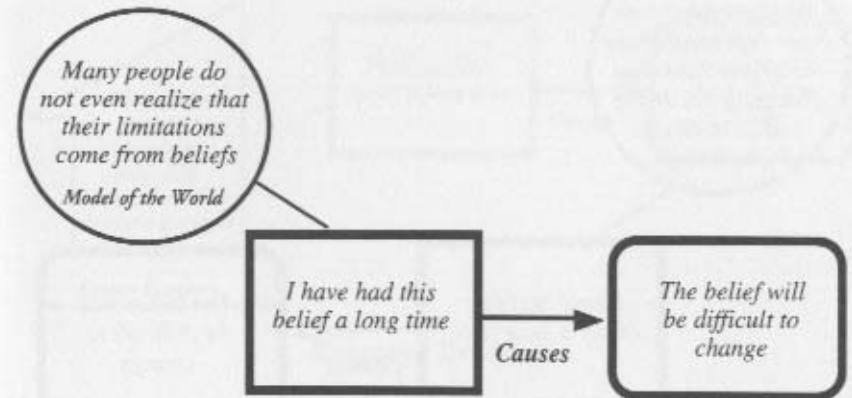 Many people do
not even realize that
their limitations
come from beliefs
Model of the World
I have had this
belief a long time
Causes
The belief will
be difficult to
change